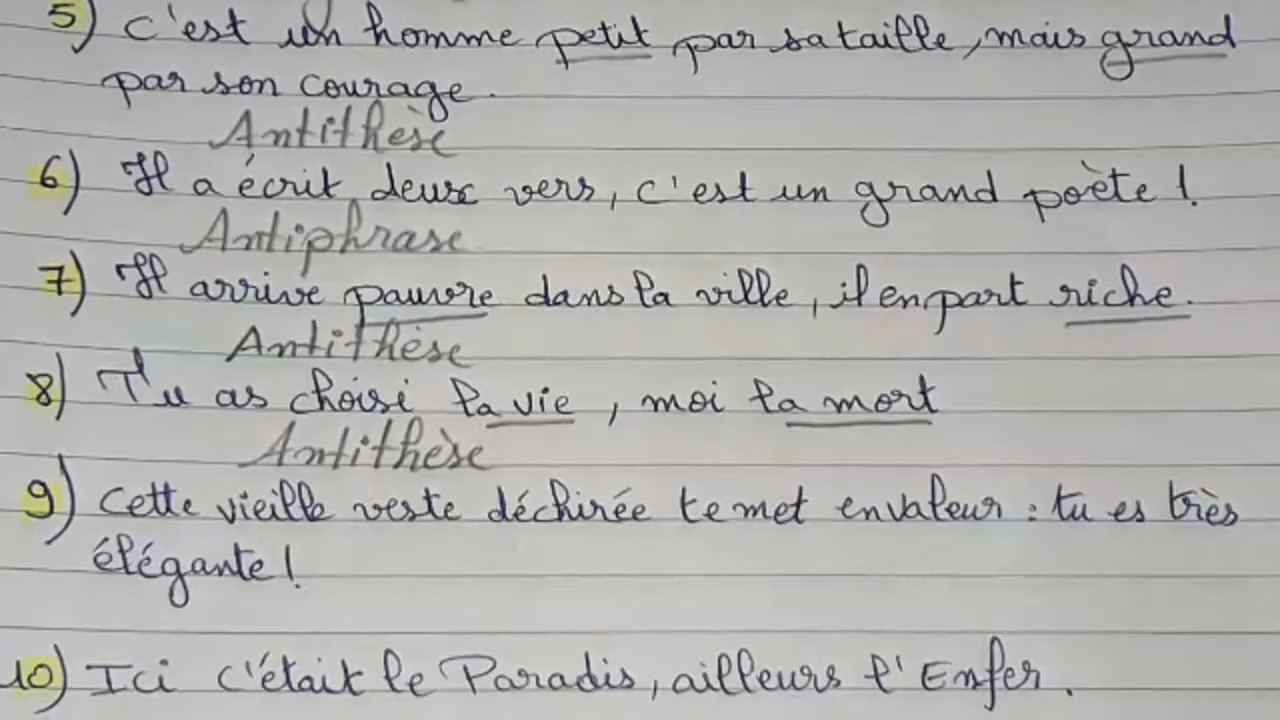 5) c'est un homme petit par sa taille, mais grand
par son courage.
Antithèse
6) Il a écrit deux vers, c'est un grand poète !
Antiphrase
7) Il arrive pauvre dans la ville, il en part riche.
Antithèse
8) Tu as choisi la vie, moi la mort
Antithèse
9) Cette vieille veste déchirée te met en valeur : tu es très
élégante !
10) Ici c'était le Paradis, ailleurs l'Enfer.